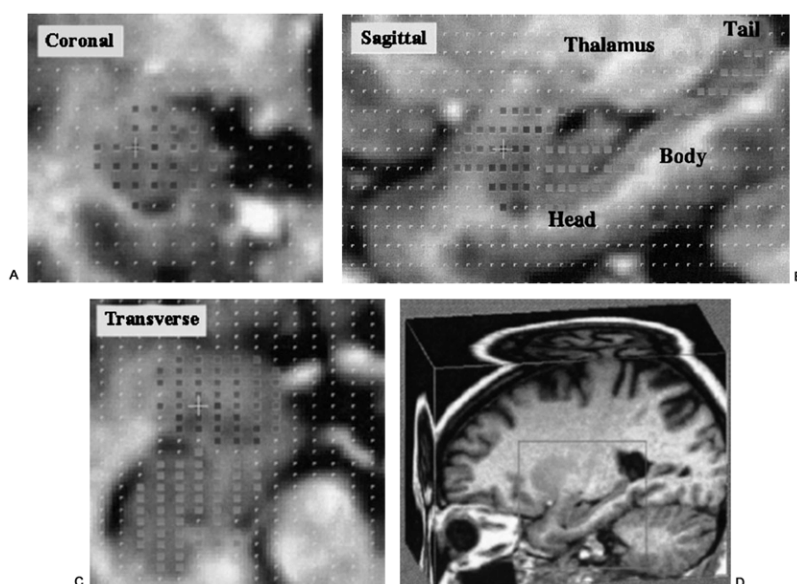 Coronal
Sagittal
Thalamus
Tail
Body
Head
A
B
Transverse
C
D